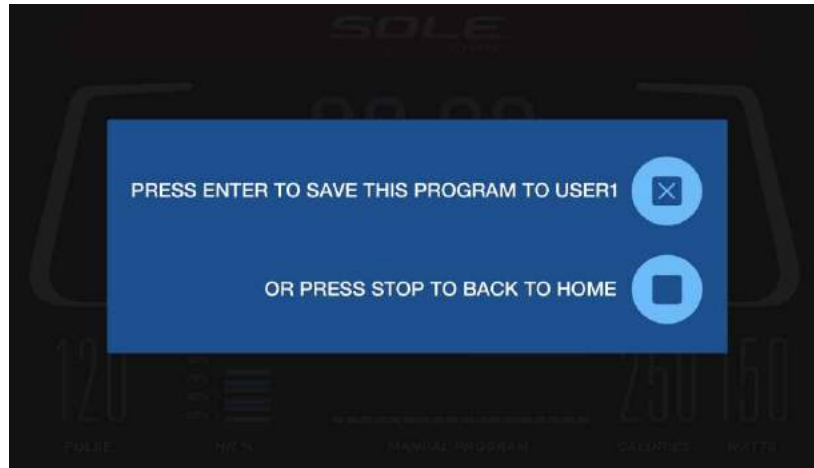 SOLE
PRESS ENTER TO SAVE THIS PROGRAM TO USER1
OR PRESS STOP TO BACK TO HOME
120
250
150
PULSE
HR %
MANUAL PROGRAM
CALORIES
WATTS